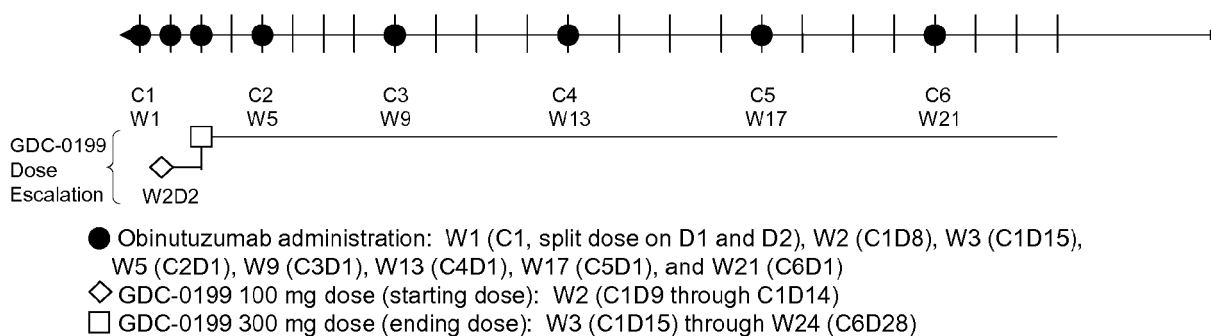 C1 C2 C3 C4 C5 C6
W1 W5 W9 W13 W17 W21
GDC-0199
Dose
Escalation
W2D2
Obinutuzumab administration: W1 (C1, split dose on D1 and D2), W2 (C1D8), W3 (C1D15),
W5 (C2D1), W9 (C3D1), W13 (C4D1), W17 (C5D1), and W21 (C6D1)
GDC-0199 100 mg dose (starting dose): W2 (C1D9 through C1D14)
GDC-0199 300 mg dose (ending dose): W3 (C1D15) through W24 (C6D28)